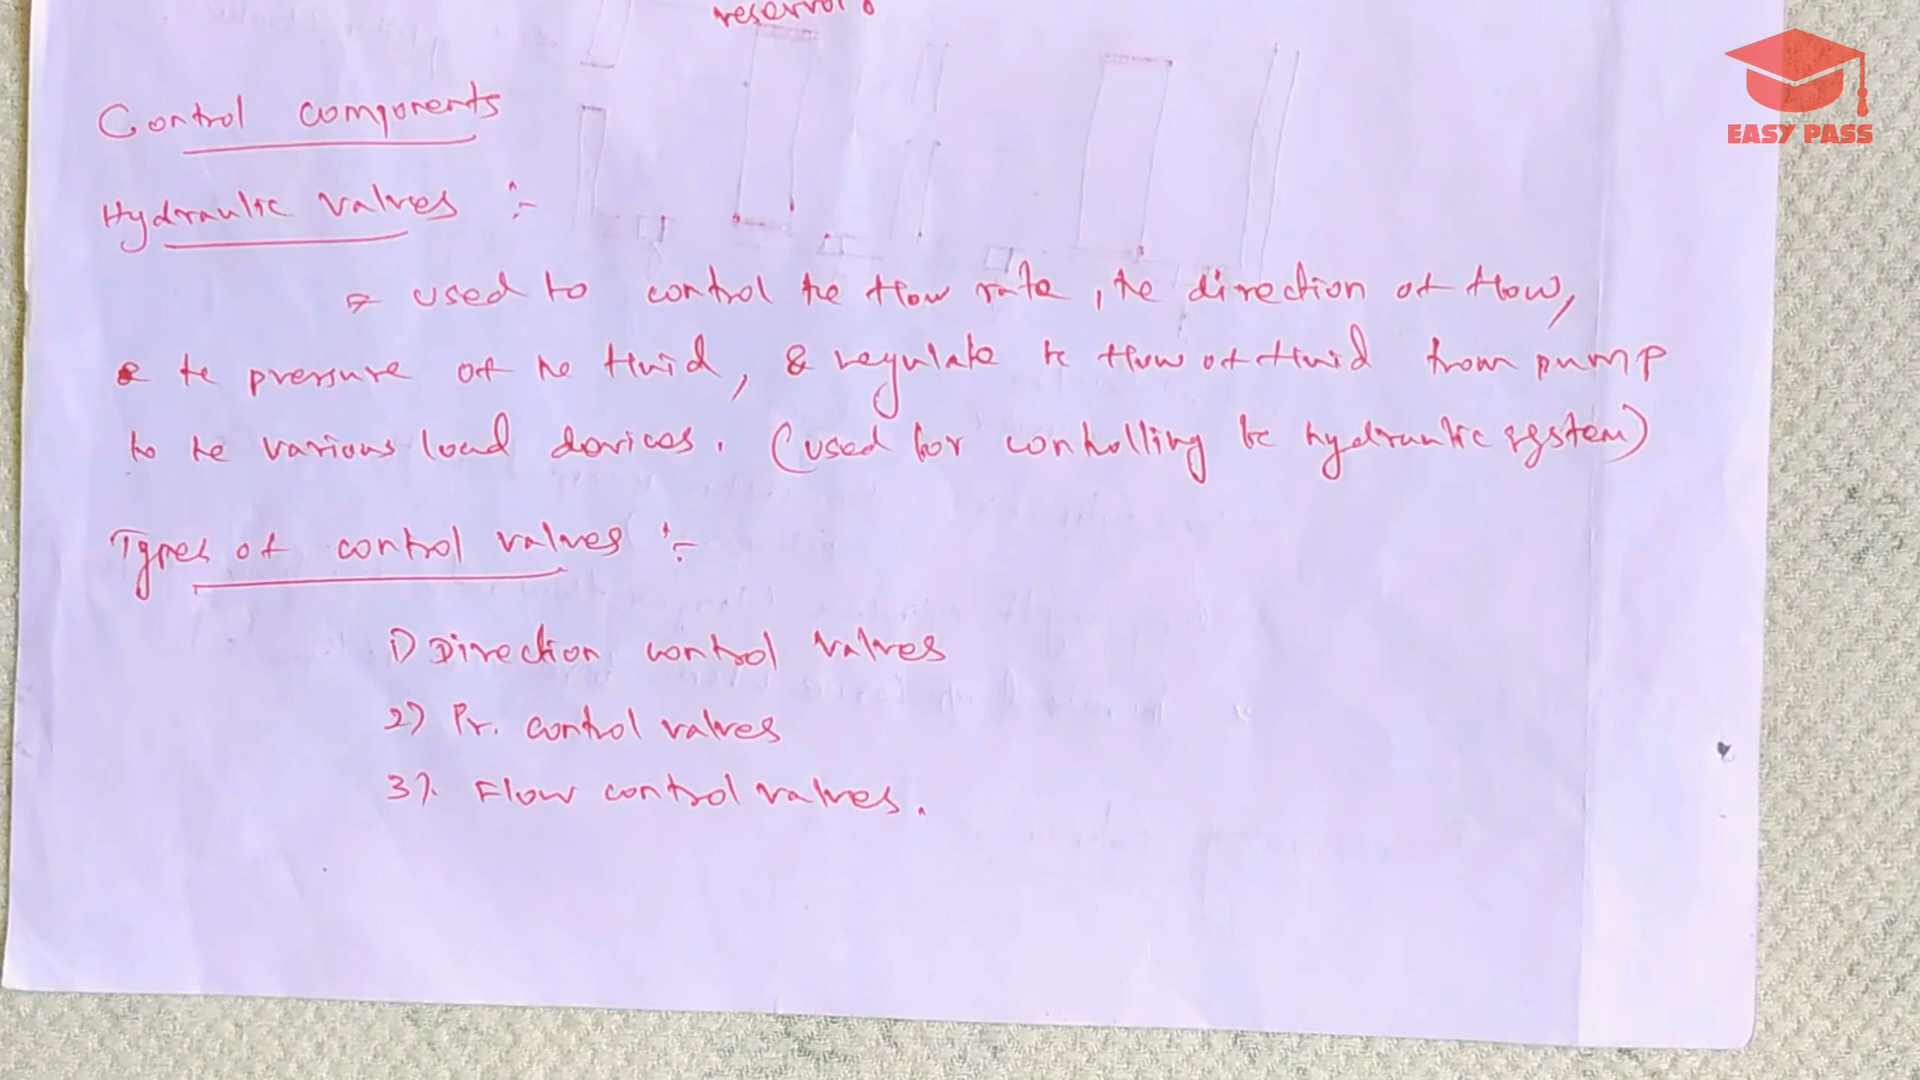 reservoir
EASY PASS
Control components
Hydraulic valves :-
→ used to control the flow rate, the direction of flow,
& the pressure of the fluid, & regulate the flow of fluid from pump
to the various load devices. (used for controlling the hydraulic system)
Types of control valves :-
1) Direction control valves
2) Pr. control valves
3). Flow control valves.